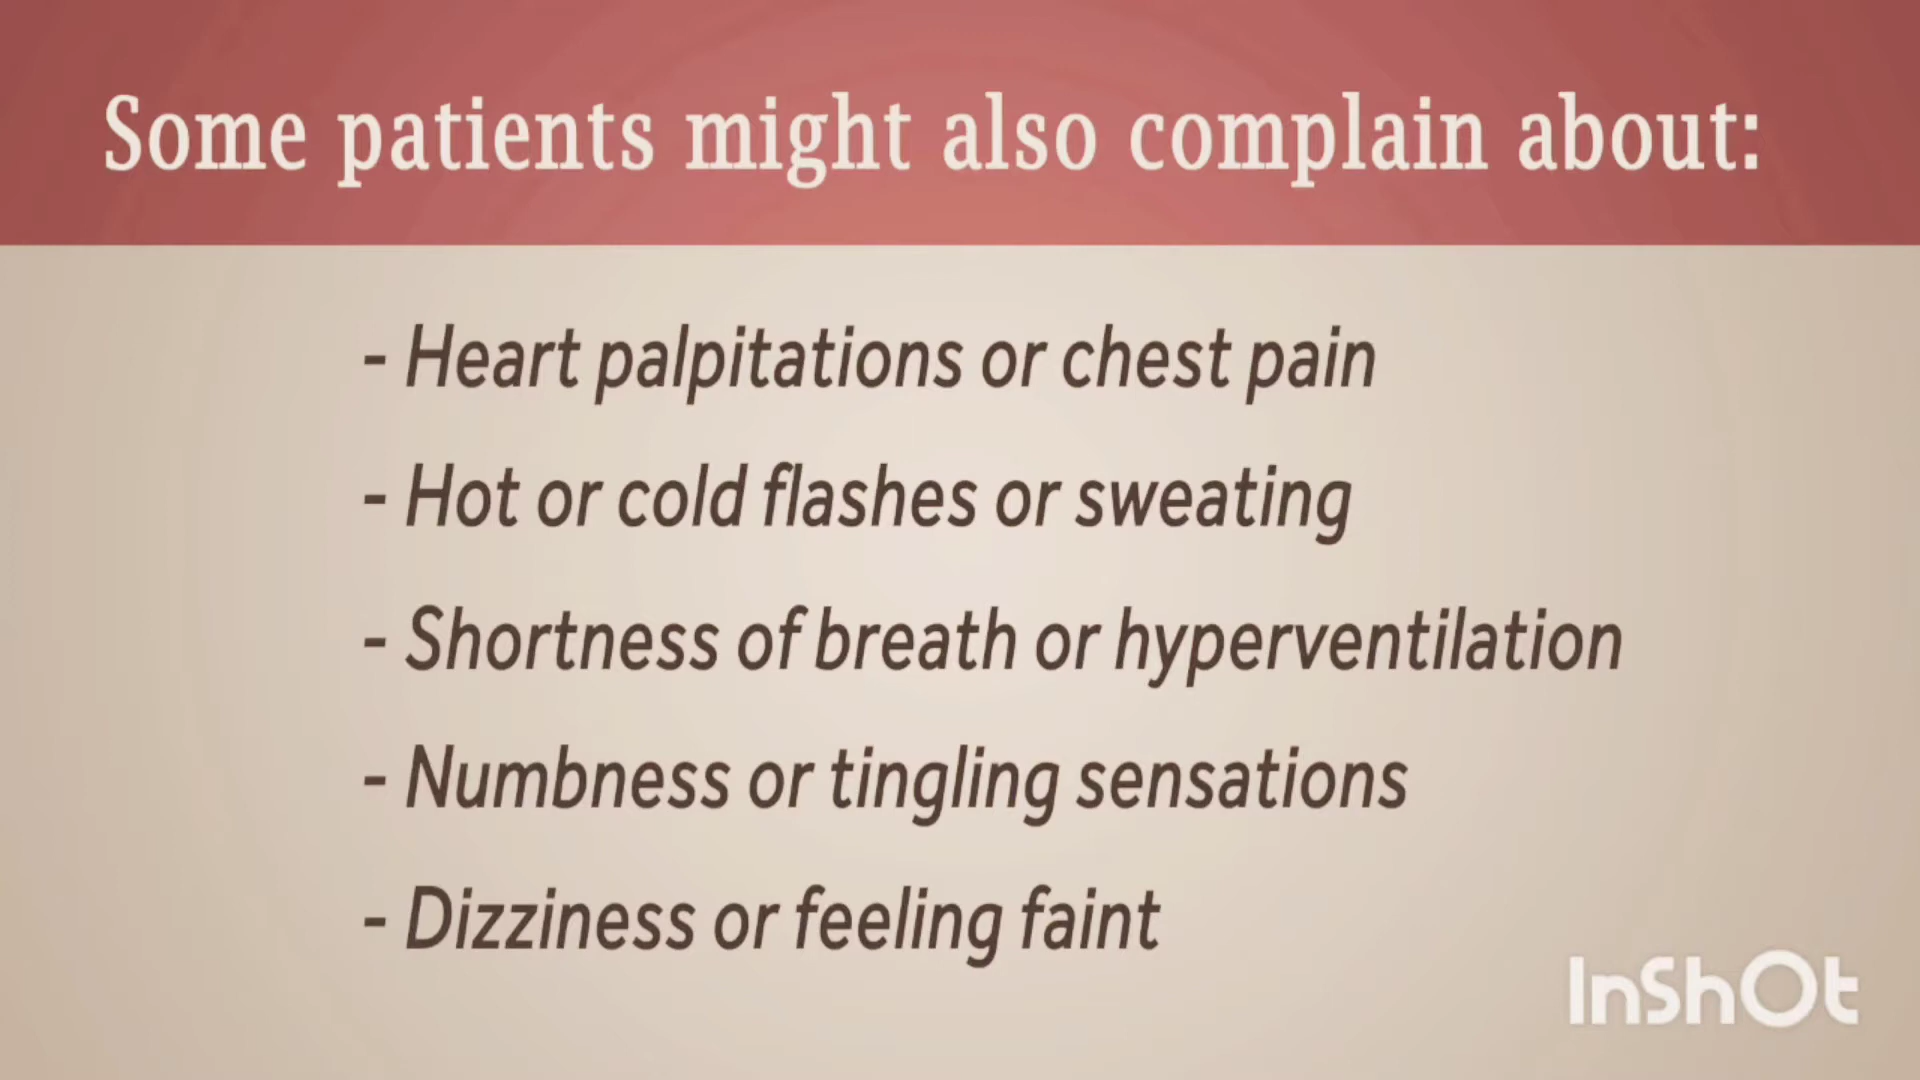 Some patients might also complain about:
- Heart palpitations or chest pain
- Hot or cold flashes or sweating
- Shortness of breath or hyperventilation
- Numbness or tingling sensations
- Dizziness or feeling faint
InShOt